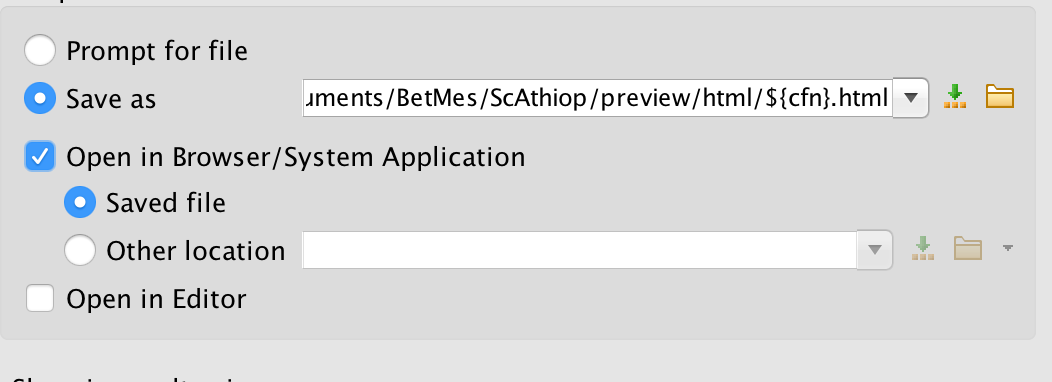 Prompt for file
Save as
uments/BetMes/ScAthiop/preview/html/${cfn}.html
Open in Browser/System Application
Saved file
Other location
Open in Editor